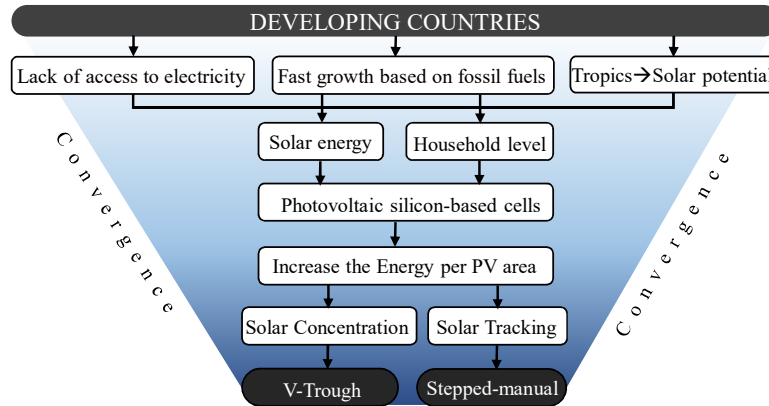 DEVELOPING COUNTRIES
Lack of access to electricity
Fast growth based on fossil fuels
Tropics→Solar potential
Solar energy
Household level
Photovoltaic silicon-based cells
Increase the Energy per PV area
Solar Concentration
Solar Tracking
V-Trough
Stepped-manual
Convergence
Convergence